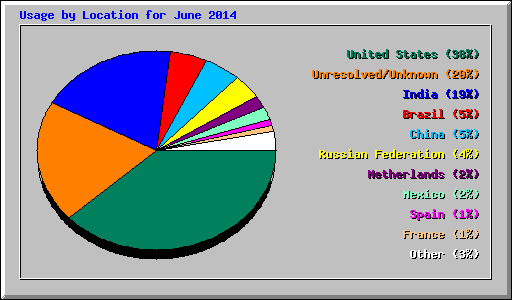 Usage by Location for June 2014
United States (38%)
Unresolved/Unknown (20%)
India (19%)
Brazil (5%)
China (5%)
Russian Federation (4%)
Netherlands (2%)
Mexico (2%)
Spain (1%)
France (1%)
Other (3%)